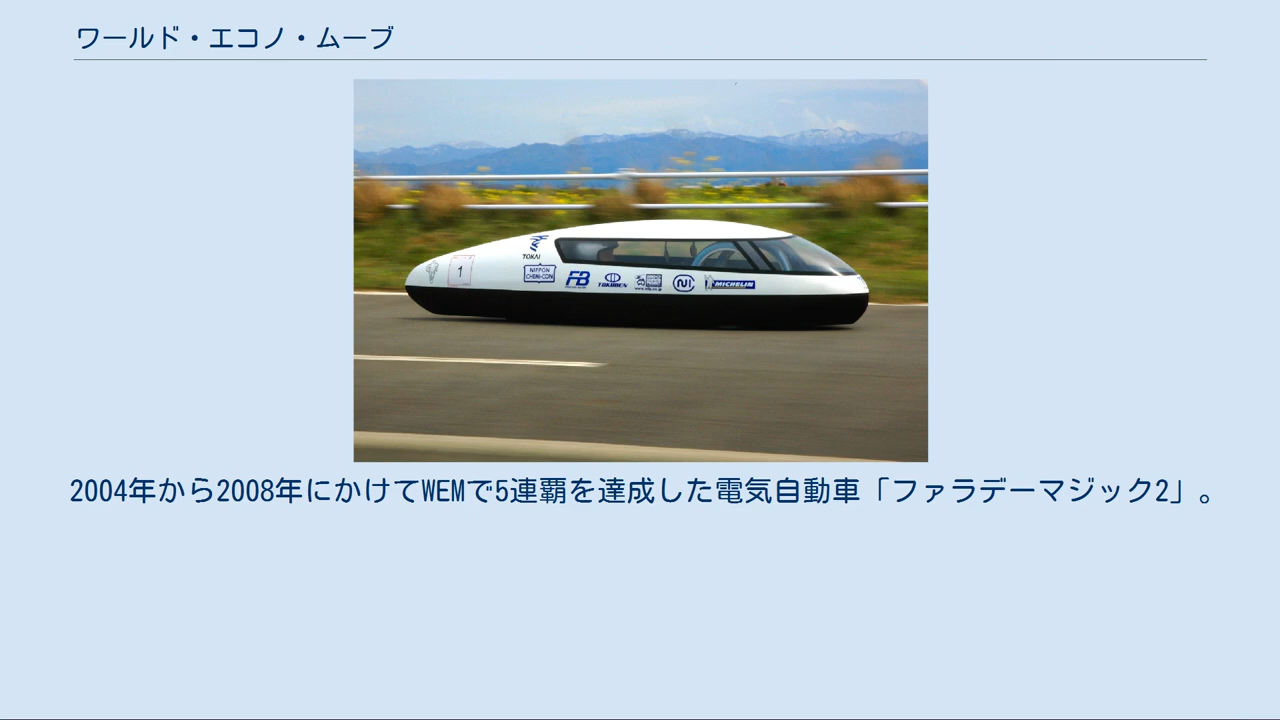 ワールド・エコノ・ムーブ
1
TOKAI
NIPPON
CHEMI-CON
FB
TOKUDEN
NI
MICHELIN
2004年から2008年にかけてWEMで5連覇を達成した電気自動車「ファラデーマジック2」。